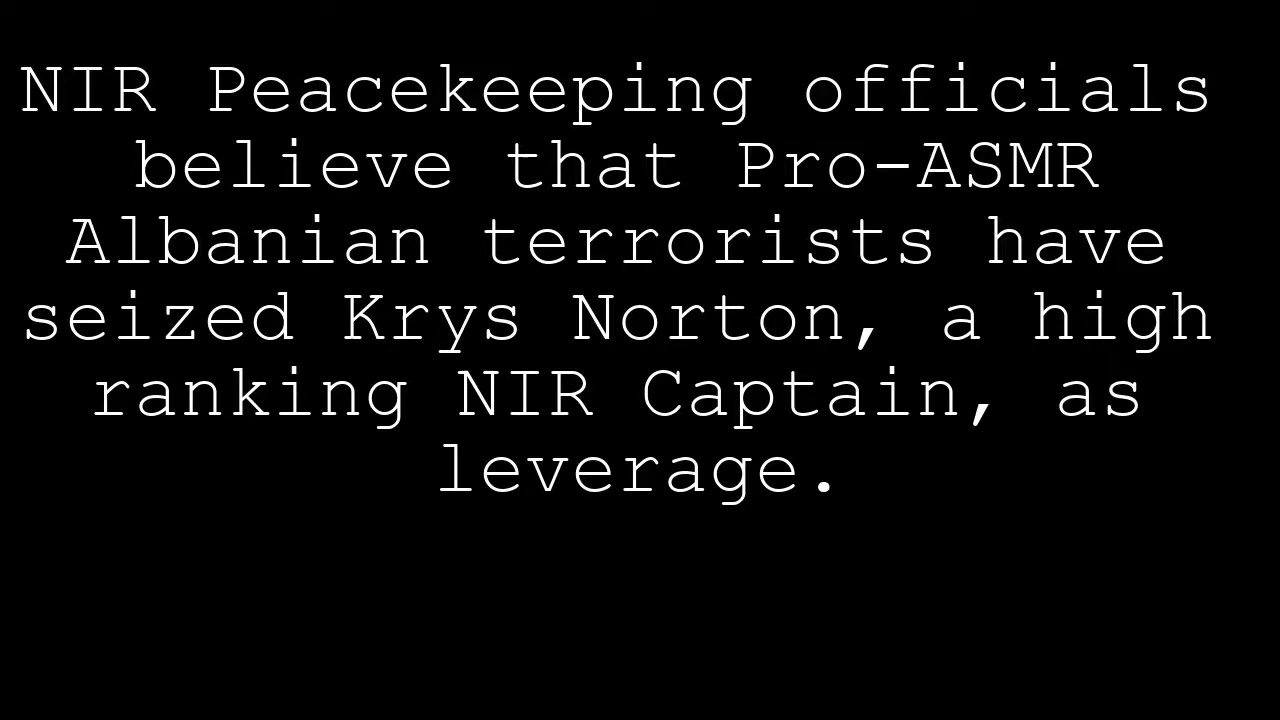 NIR Peacekeeping officials
believe that Pro-ASMR
Albanian terrorists have
seized Krys Norton, a high
ranking NIR Captain, as
leverage.